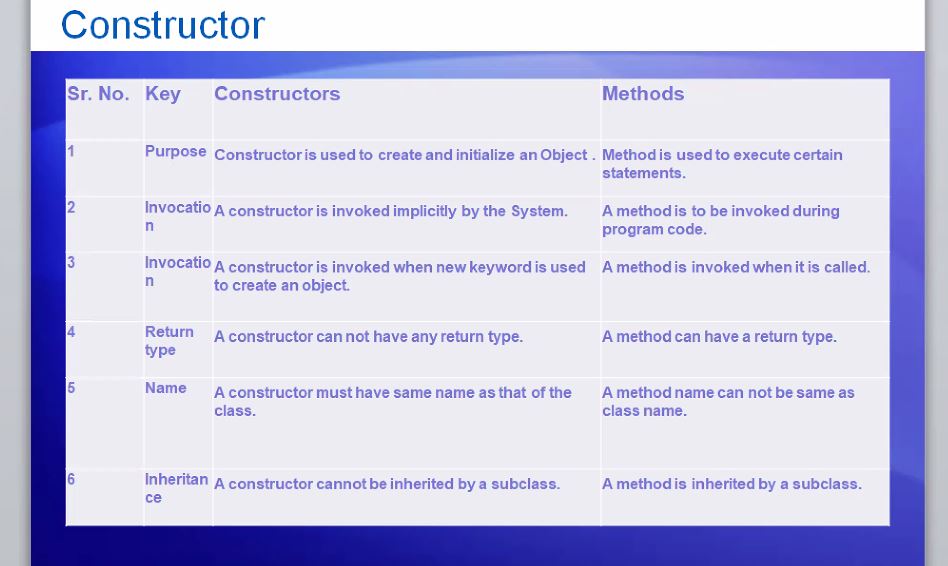 Constructor
Sr. No. Key Constructors Methods
1 Purpose Constructor is used to create and initialize an Object . Method is used to execute certain
statements.
2 Invocatio A constructor is invoked implicitly by the System. A method is to be invoked during
n program code.
3 Invocatio A constructor is invoked when new keyword is used A method is invoked when it is called.
n to create an object.
4 Return A constructor can not have any return type. A method can have a return type.
type
5 Name A constructor must have same name as that of the A method name can not be same as
class. class name.
6 Inheritan A constructor cannot be inherited by a subclass. A method is inherited by a subclass.
ce